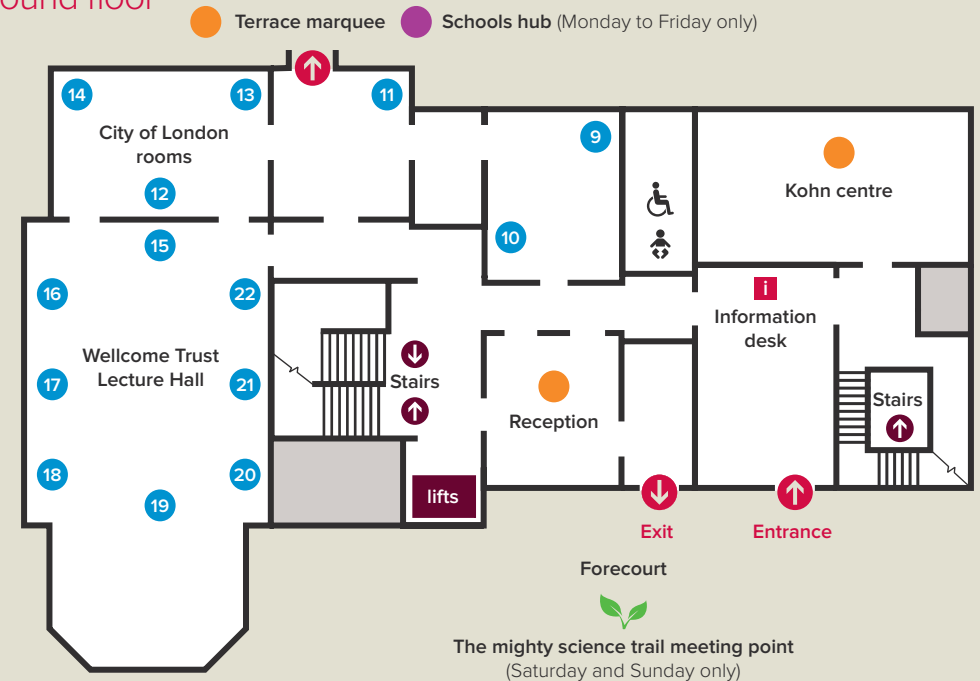 Terrace marquee Schools hub (Monday to Friday only)
14
13
11
City of London
rooms
9
Kohn centre
12
10
15
16
22
i
Information
desk
Wellcome Trust
Lecture Hall
17
21
Stairs
Stairs
Reception
18
20
19
lifts
Exit
Entrance
Forecourt
The mighty science trail meeting point
(Saturday and Sunday only)